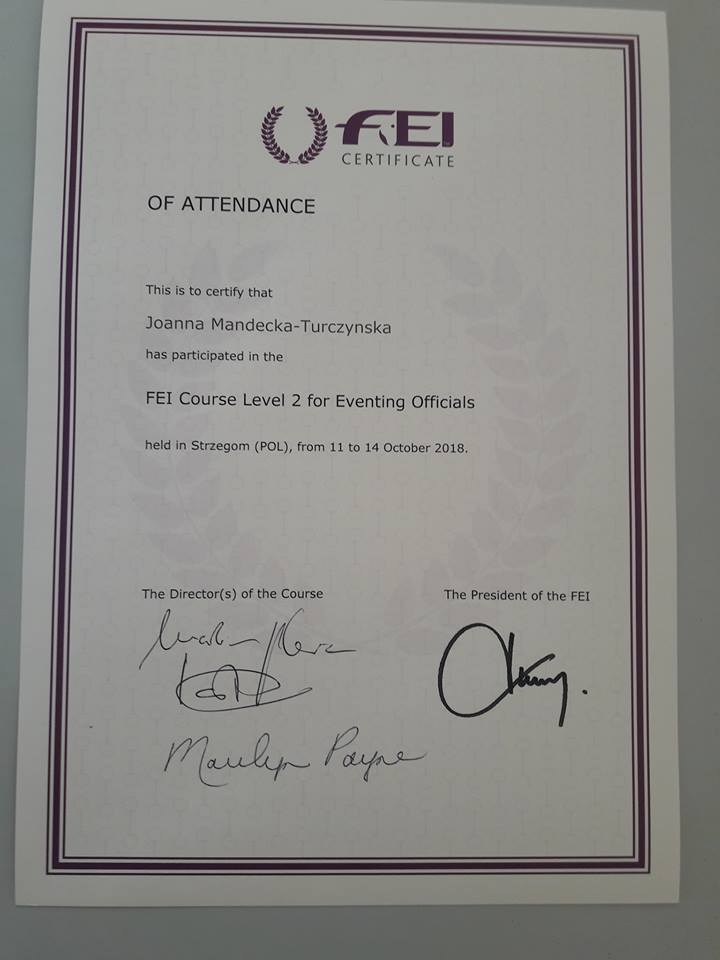 FEI
CERTIFICATE
OF ATTENDANCE
This is to certify that
Joanna Mandecka-Turczynska
has participated in the
FEI Course Level 2 for Eventing Officials
held in Strzegom (POL), from 11 to 14 October 2018.
The Director(s) of the Course
The President of the FEI
Marilyn Payne